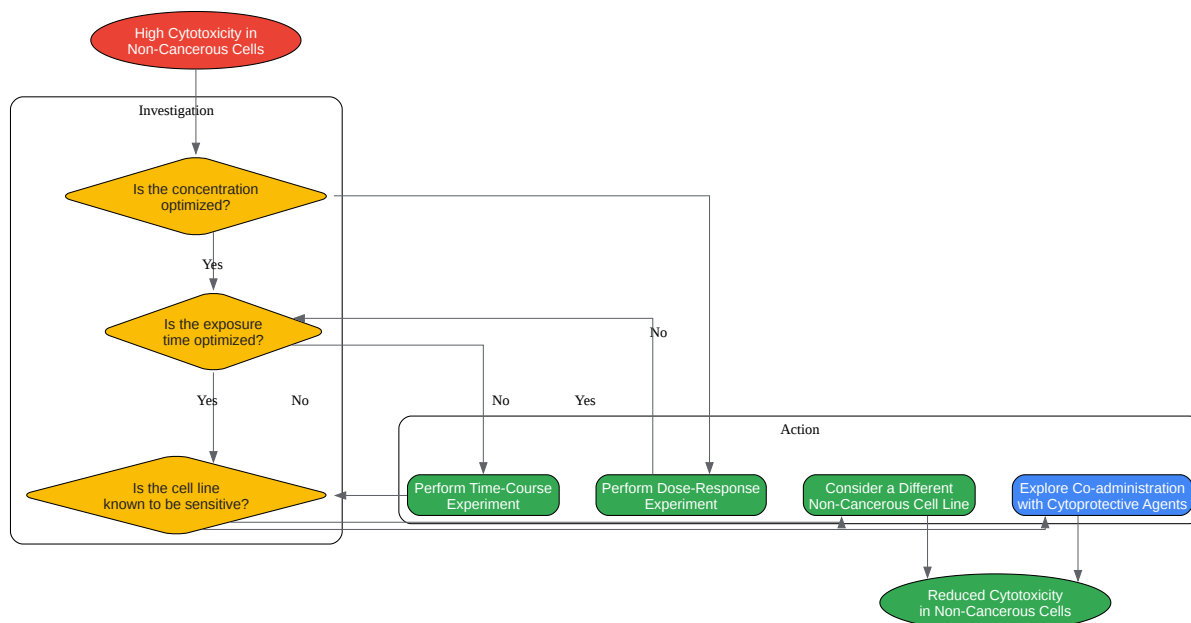 High Cytotoxicity in
Non-Cancerous Cells
Investigation
Is the concentration
optimized?
Yes
Is the exposure
time optimized?
No
Yes
No
No
Yes
Action
Is the cell line
known to be sensitive?
Perform Time-Course
Experiment
Perform Dose-Response
Experiment
Consider a Different
Non-Cancerous Cell Line
Explore Co-administration
with Cytoprotective Agents
Reduced Cytotoxicity
in Non-Cancerous Cells